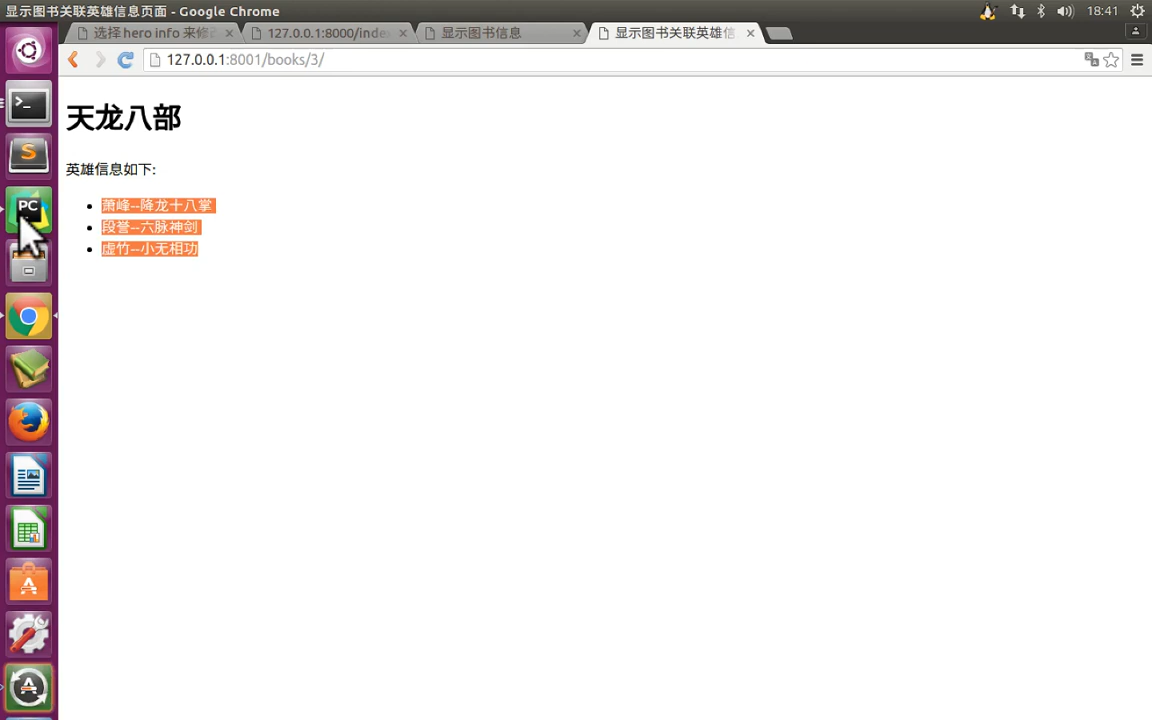 显示图书关联英雄信息页面 - Google Chrome
18:41
选择 hero info 来修改
127.0.0.1:8000/index
显示图书信息
显示图书关联英雄信
127.0.0.1:8001/books/3/
天龙八部
英雄信息如下:
萧峰--降龙十八掌
段誉--六脉神剑
虚竹--小无相功
PC